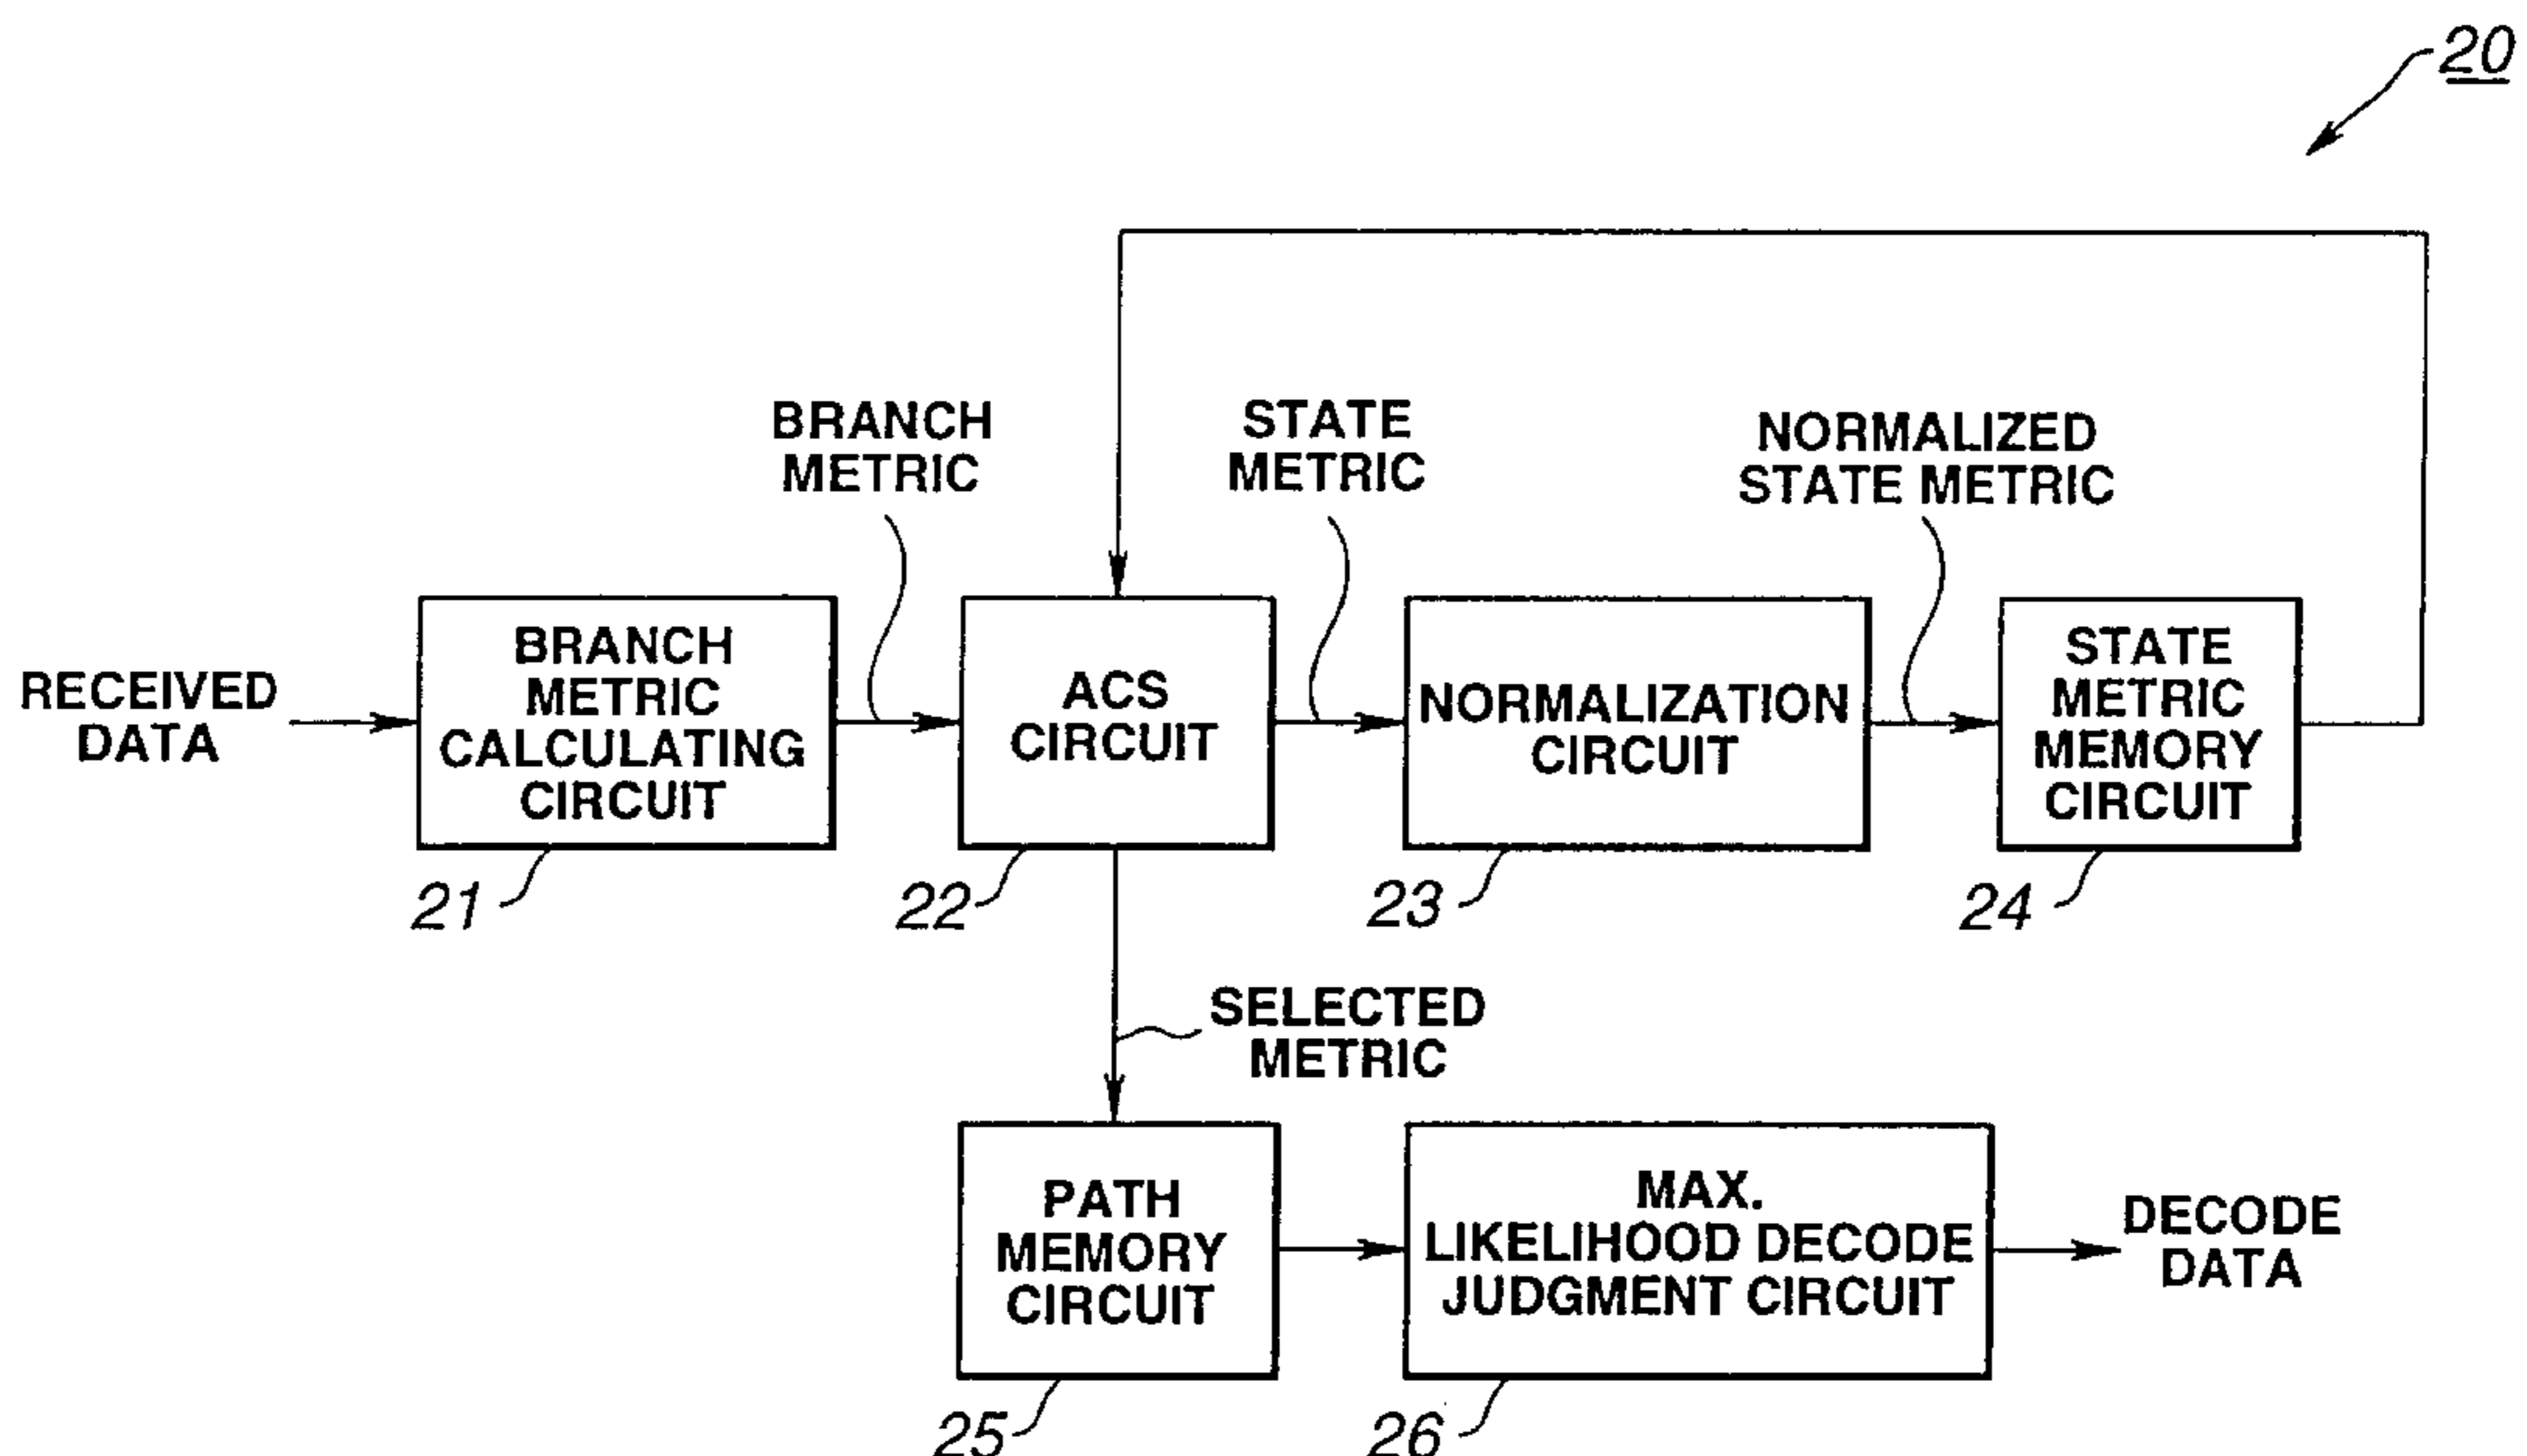 20
BRANCH
METRIC
STATE
METRIC
NORMALIZED
STATE METRIC
RECEIVED
DATA
BRANCH
METRIC
CALCULATING
CIRCUIT
ACS
CIRCUIT
NORMALIZATION
CIRCUIT
STATE
METRIC
MEMORY
CIRCUIT
21
22
23
24
SELECTED
METRIC
PATH
MEMORY
CIRCUIT
MAX.
LIKELIHOOD DECODE
JUDGMENT CIRCUIT
DECODE
DATA
25
26